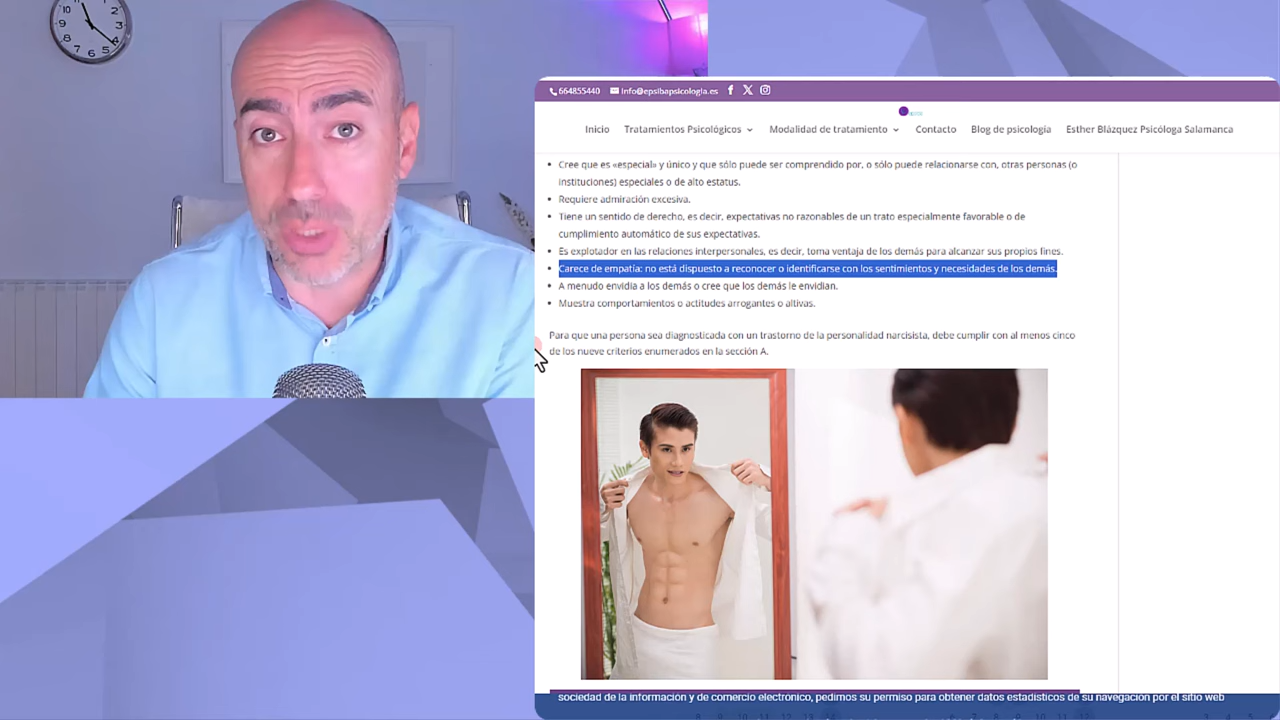 664855440 info@epsibapsicologia.es
Inicio Tratamientos Psicológicos Modalidad de tratamiento Contacto Blog de psicología Esther Blázquez Psicóloga Salamanca
Cree que es «especial» y único y que sólo puede ser comprendido por, o sólo puede relacionarse con, otras personas (o
instituciones) especiales o de alto estatus.
Requiere admiración excesiva.
Tiene un sentido de derecho, es decir, expectativas no razonables de un trato especialmente favorable o de
cumplimiento automático de sus expectativas.
Es explotador en las relaciones interpersonales, es decir, toma ventaja de los demás para alcanzar sus propios fines.
Carece de empatía: no está dispuesto a reconocer o identificarse con los sentimientos y necesidades de los demás.
A menudo envidia a los demás o cree que los demás le envidian.
Muestra comportamientos o actitudes arrogantes o altivas.
Para que una persona sea diagnosticada con un trastorno de la personalidad narcisista, debe cumplir con al menos cinco
de los nueve criterios enumerados en la sección A.
sociedad de la información y de comercio electrónico, pedimos su permiso para obtener datos estadísticos de su navegación por el sitio web